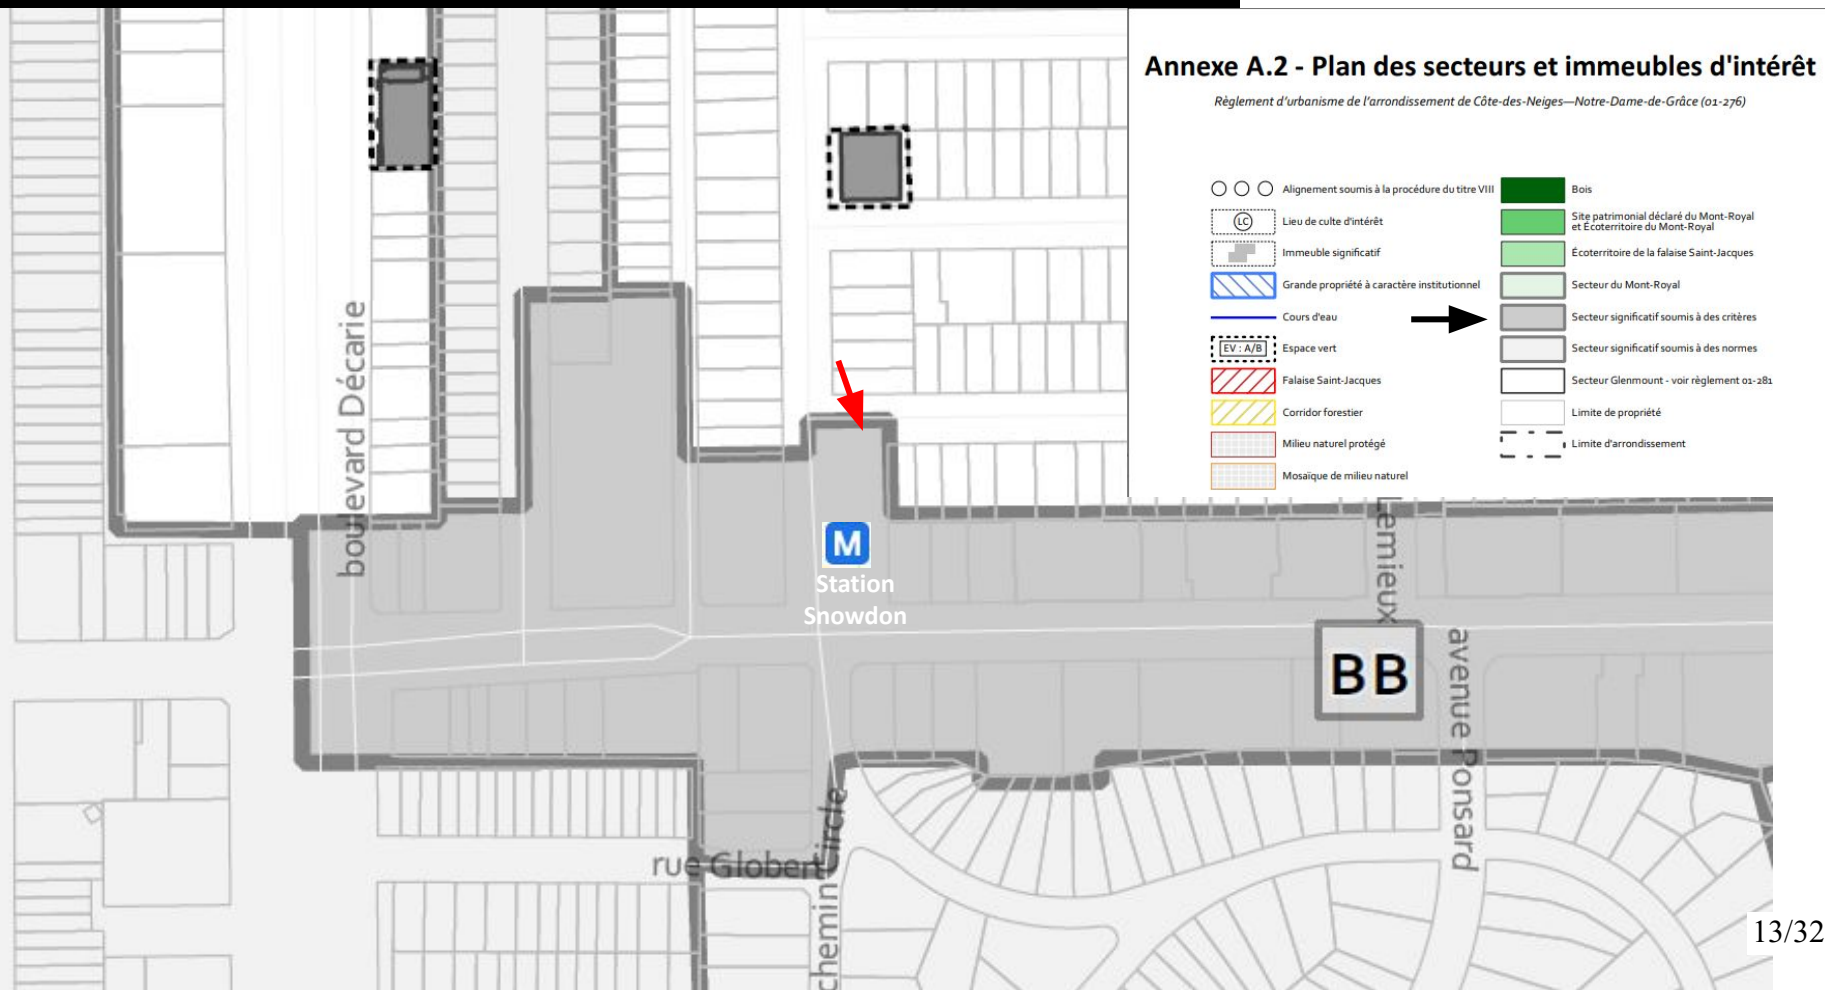 Annexe A.2 - Plan des secteurs et immeubles d'intérêt
Règlement d'urbanisme de l'arrondissement de Côte-des-Neiges—Notre-Dame-de-Grâce (01-276)
Alignement soumis à la procédure du titre VIII
LC
Lieu de culte d'intérêt
Immeuble significatif
Grande propriété à caractère institutionnel
Cours d'eau
EV : A/B
Espace vert
Falaise Saint-Jacques
Corridor forestier
Milieu naturel protégé
Mosaïque de milieu naturel
Bois
Site patrimonial déclaré du Mont-Royal
et Écoterritoire du Mont-Royal
Écoterritoire de la falaise Saint-Jacques
Secteur du Mont-Royal
Secteur significatif soumis à des critères
Secteur significatif soumis à des normes
Secteur Glenmount - voir règlement 01-281
Limite de propriété
Limite d'arrondissement
boulevard Décarie
M
Station
Snowdon
Lemieux
BB
avenue Ponsard
rue Globert
chemin Circle
13/32